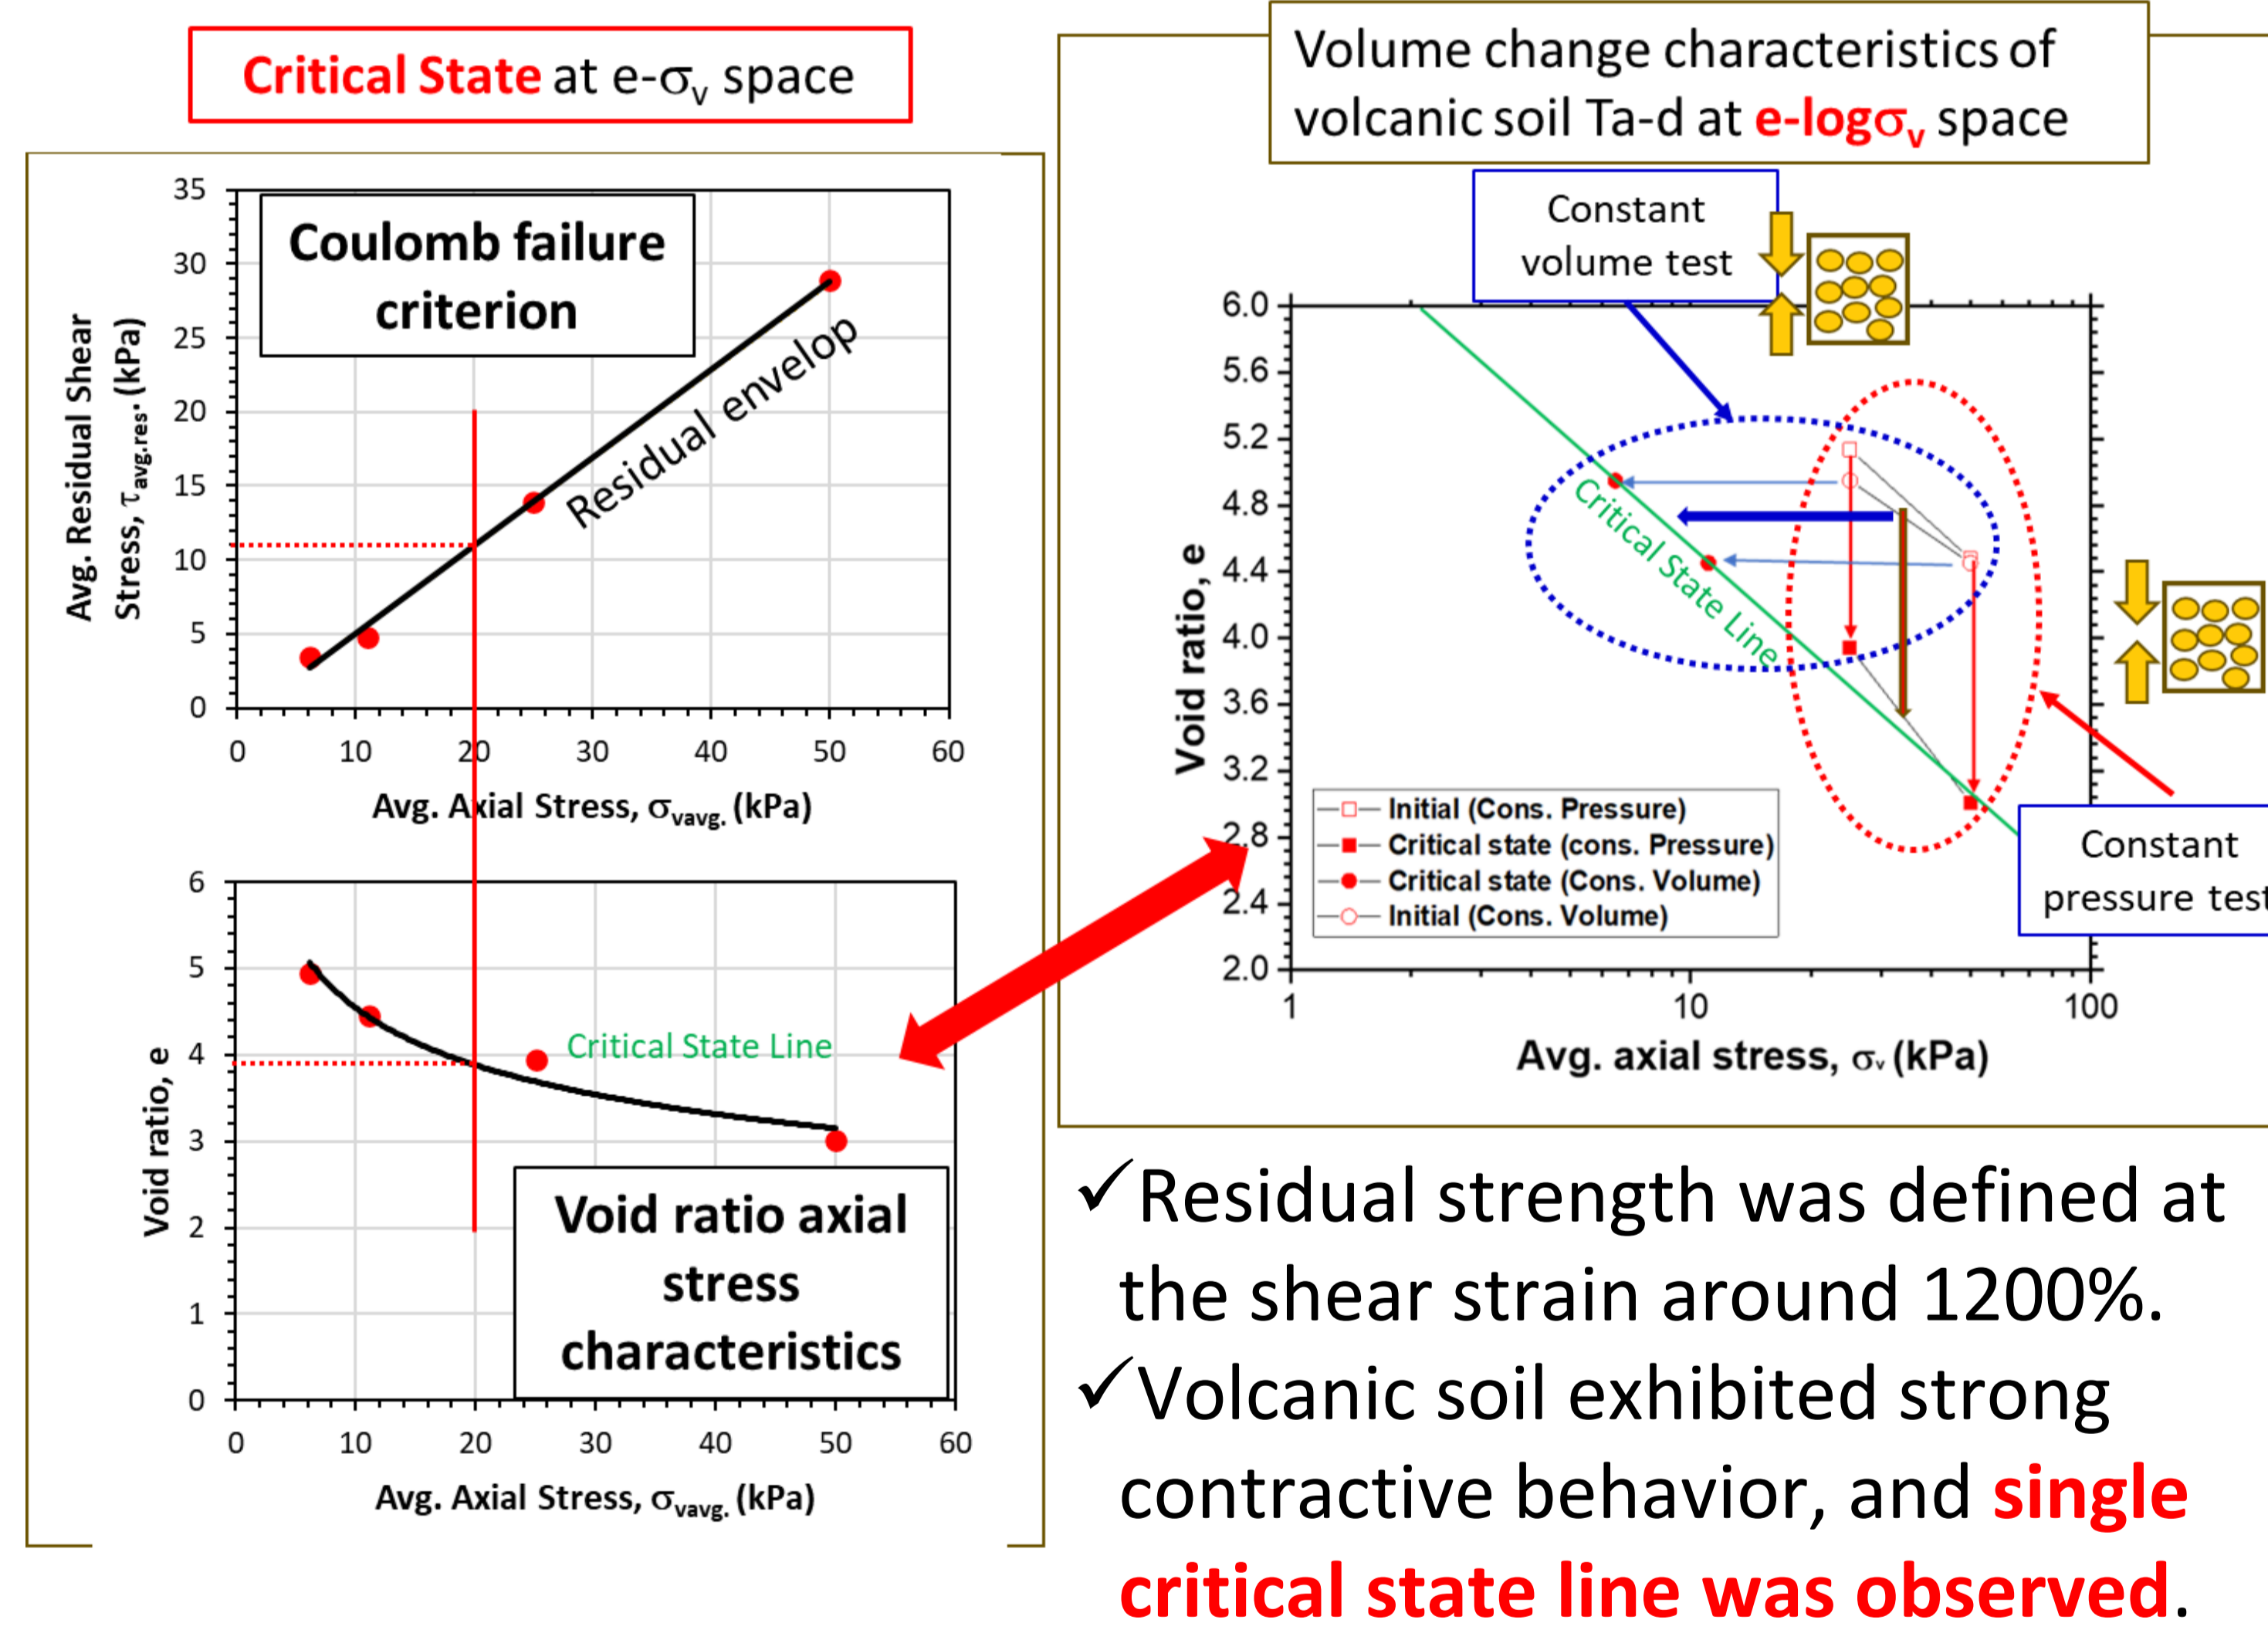 Critical State at e-σv space
35
30
25
20
15
10
5
0
Coulomb failure
criterion
Residual envelop
Avg. Residual Shear
Stress, τavg.res. (kPa)
0 10 20 30 40 50 60
Avg. Axial Stress, σvavg. (kPa)
6
5
4
3
2
1
0
Critical State Line
Void ratio, e
Void ratio axial
stress
characteristics
0 10 20 30 40 50 60
Avg. Axial Stress, σvavg. (kPa)
Volume change characteristics of
volcanic soil Ta-d at e-logσv space
Constant
volume test
6.0
5.6
5.2
4.8
4.4
4.0
3.6
3.2
2.8
2.4
2.0
Void ratio, e
Critical State Line
Initial (Cons. Pressure)
Critical state (cons. Pressure)
Critical state (Cons. Volume)
Initial (Cons. Volume)
Constant
pressure test
1 10 100
Avg. axial stress, σv (kPa)
✓Residual strength was defined at
the shear strain around 1200%.
✓Volcanic soil exhibited strong
contractive behavior, and single
critical state line was observed.